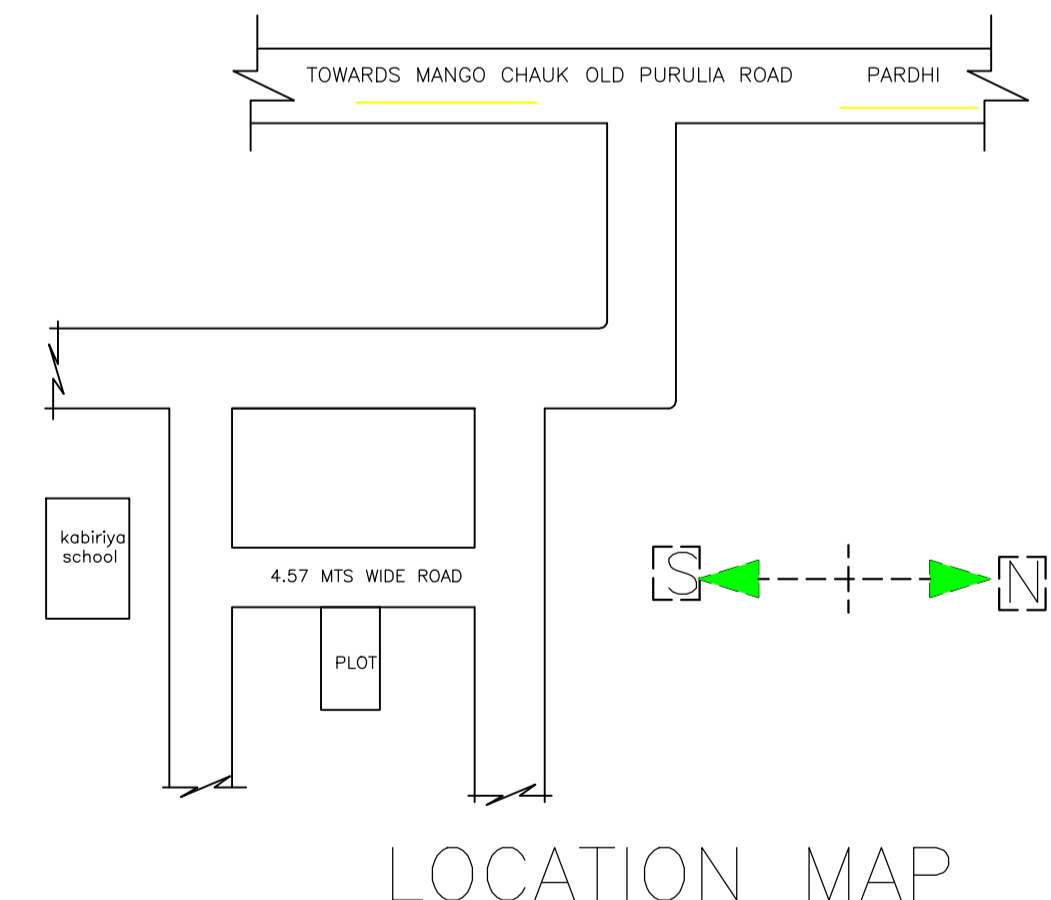 TOWARDS MANGO CHAUK OLD PURULIA ROAD PARDHI
kabiriya
school
4.57 MTS WIDE ROAD
S N
PLOT
LOCATION MAP